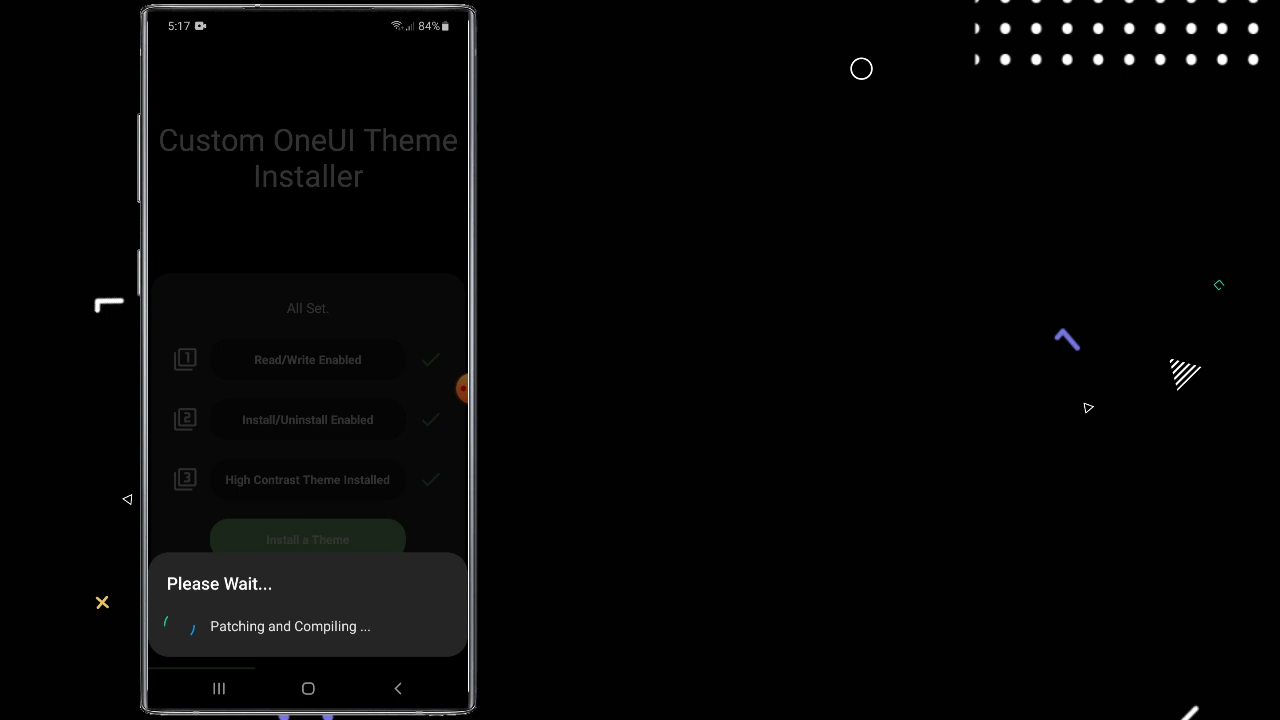 5:17
84%
Custom OneUI Theme
Installer
All Set.
1
Read/Write Enabled
2
Install/Uninstall Enabled
3
High Contrast Theme Installed
Install a Theme
Please Wait...
Patching and Compiling ...